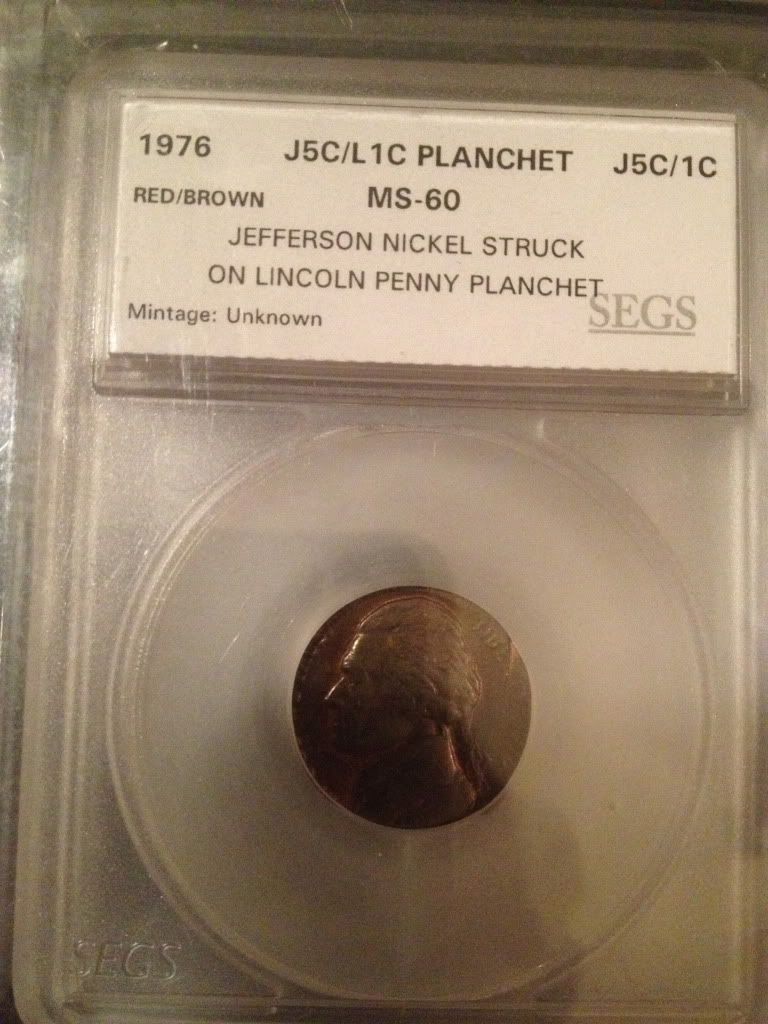 1976 J5C/L1C PLANCHET J5C/1C
RED/BROWN MS-60
JEFFERSON NICKEL STRUCK
ON LINCOLN PENNY PLANCHET
Mintage: Unknown SEGS
SEGS